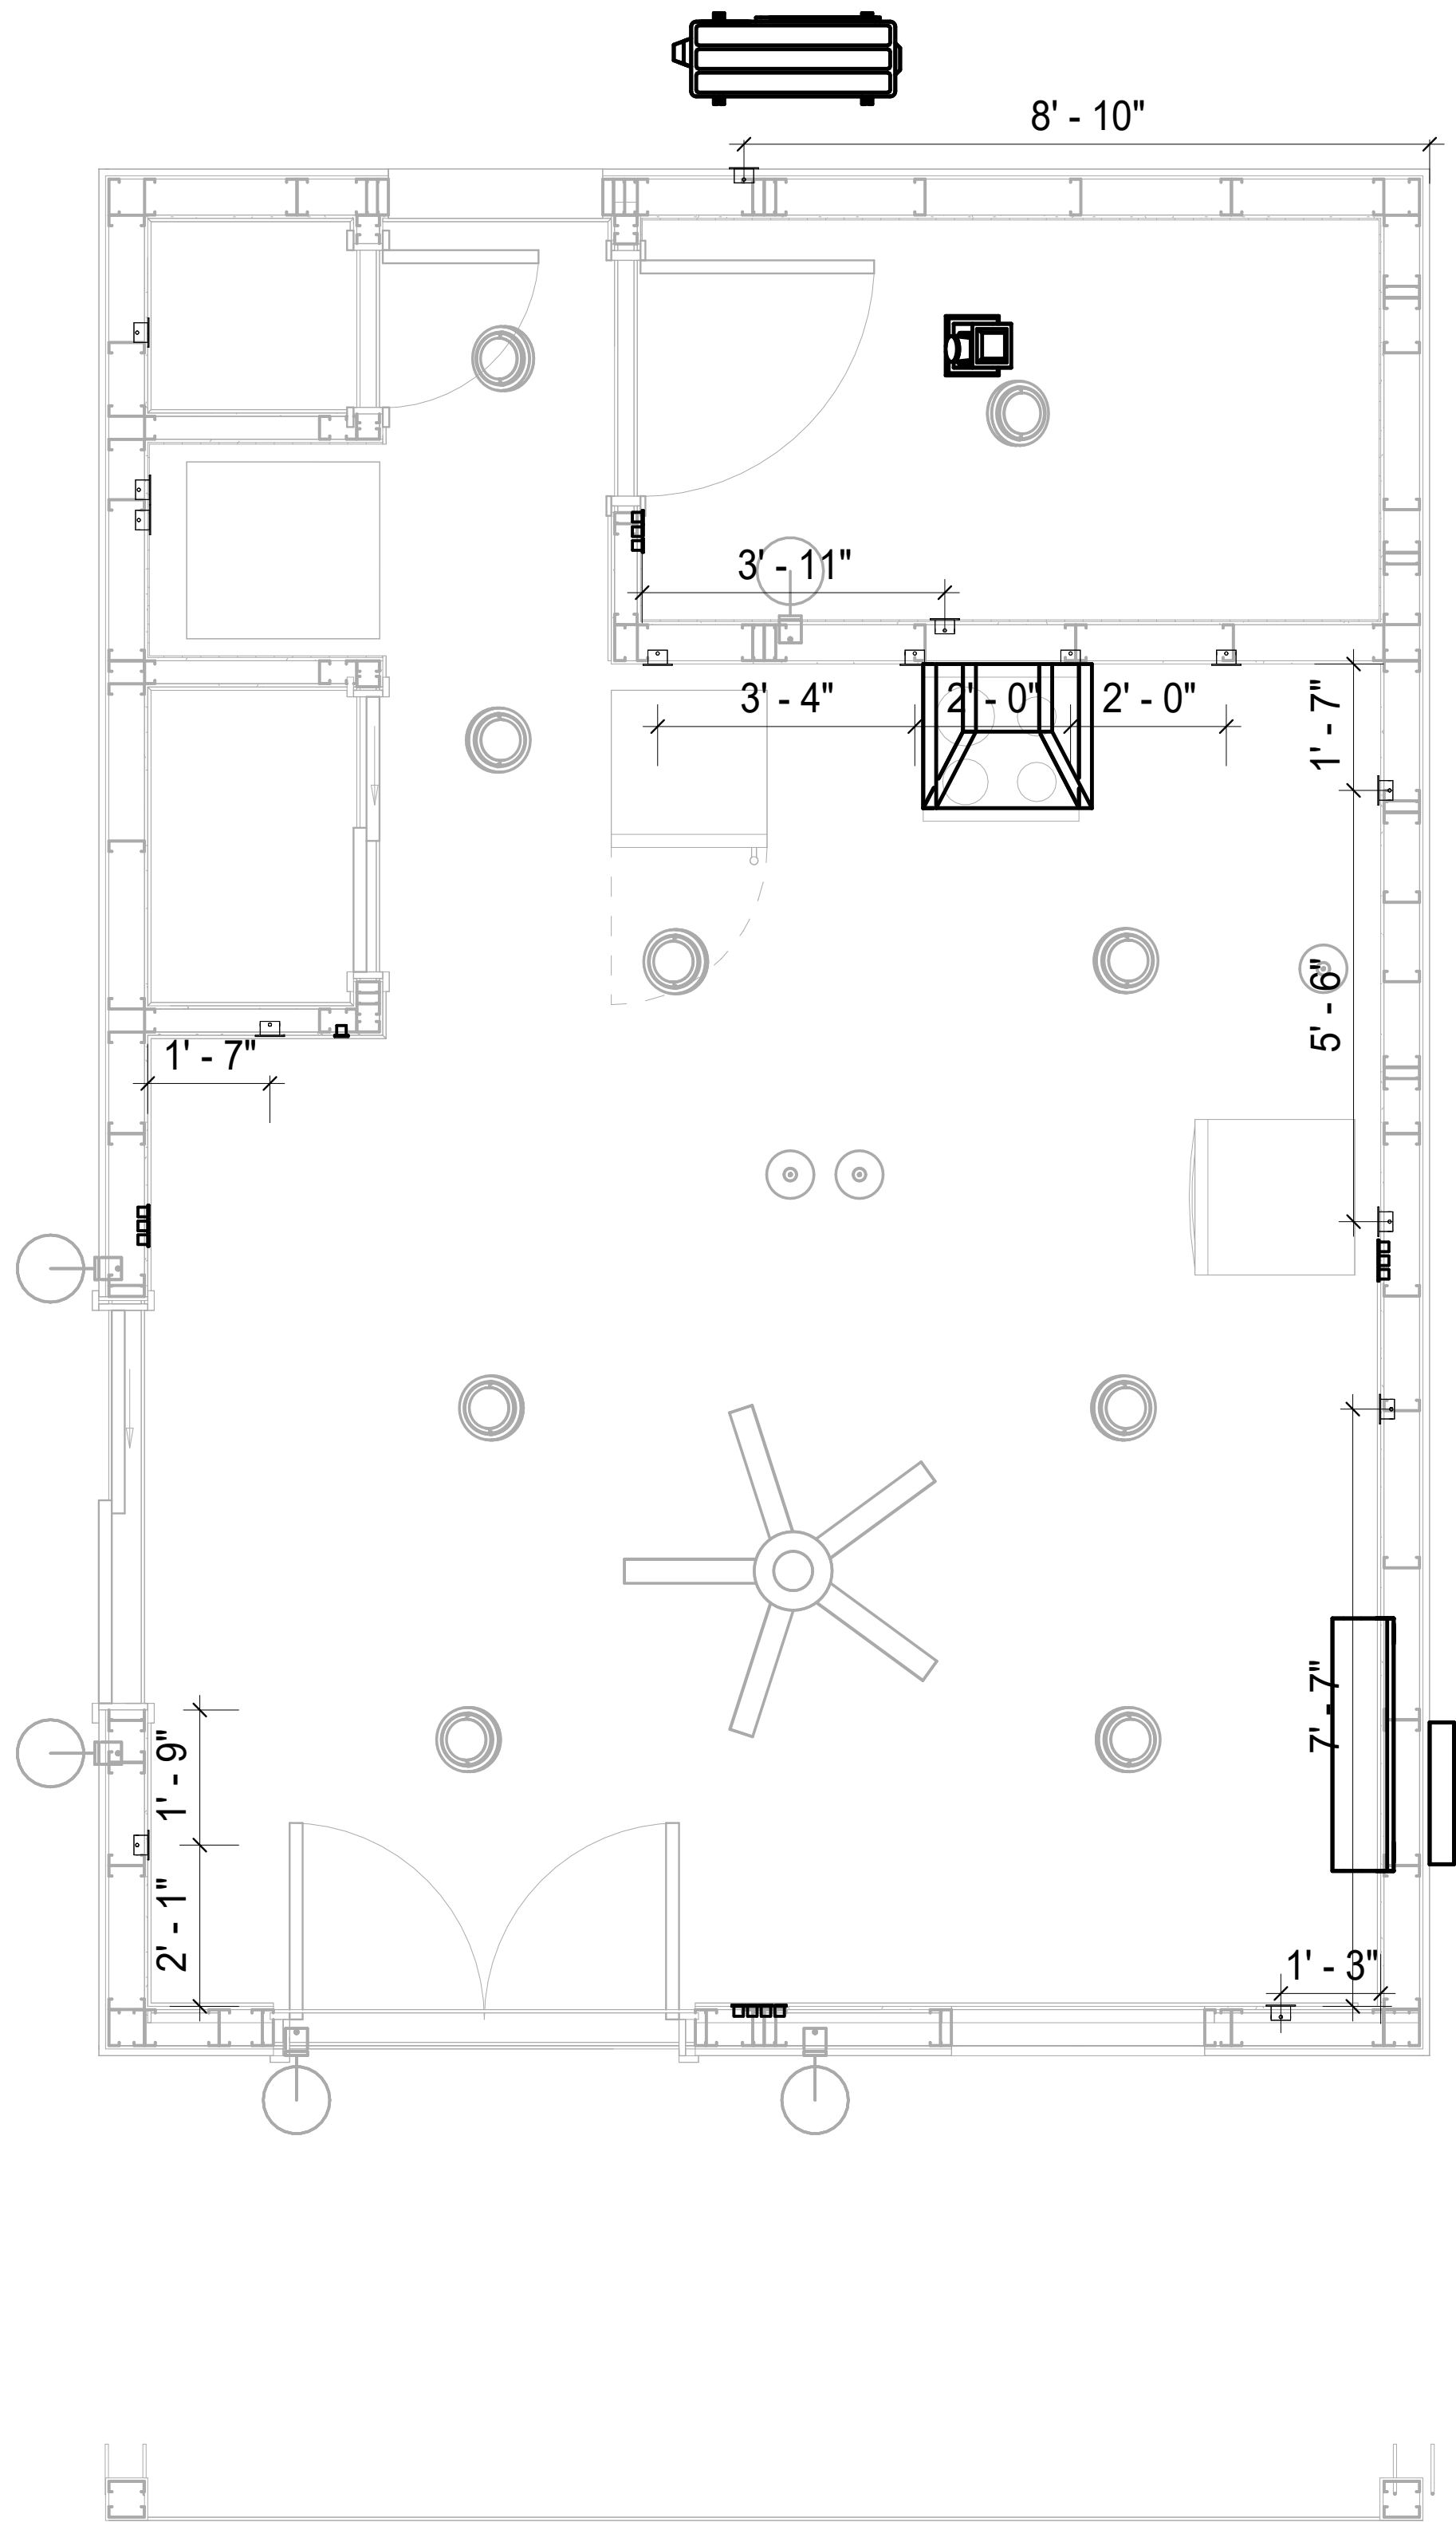 8' - 10"
3' - 11"
3' - 4"
2' - 0"
2' - 0"
1' - 7"
5' - 6"
1' - 7"
7' - 7"
1' - 9"
2' - 1"
1' - 3"